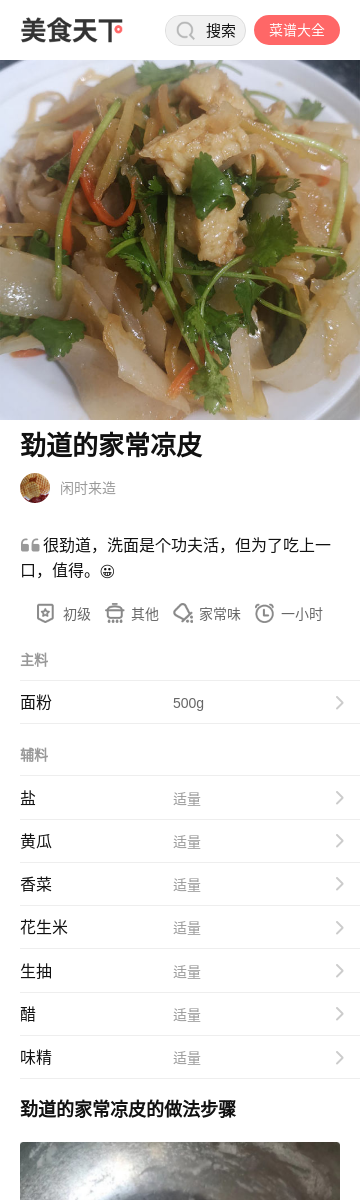 美食天下
搜索
菜谱大全
劲道的家常凉皮
闲时来造
很劲道，洗面是个功夫活，但为了吃上一
口，值得。😀
初级 其他 家常味 一小时
主料
面粉 500g
辅料
盐 适量
黄瓜 适量
香菜 适量
花生米 适量
生抽 适量
醋 适量
味精 适量
劲道的家常凉皮的做法步骤